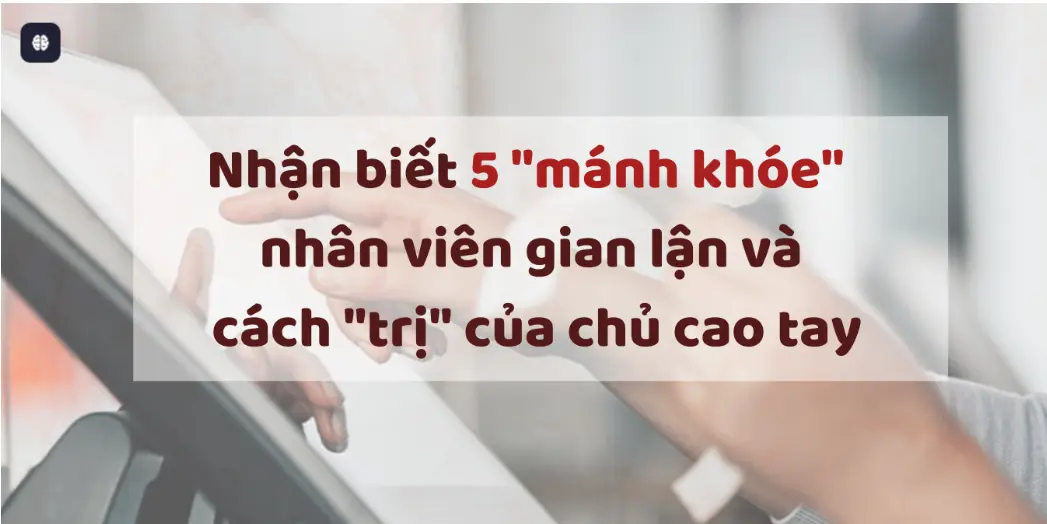 Nhận biết 5 "mánh khóe"
nhân viên gian lận và
cách "trị" của chủ cao tay